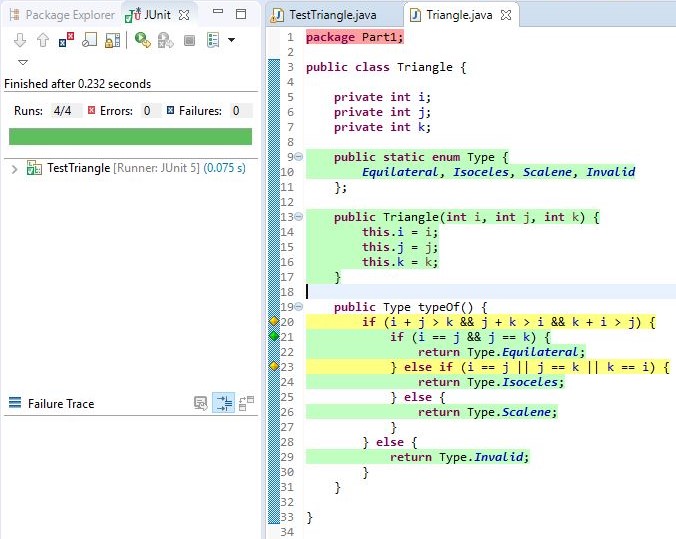 Package Explorer JUnit
Finished after 0.232 seconds
Runs: 4/4 Errors: 0 Failures: 0
TestTriangle [Runner: JUnit 5] (0.075 s)
Failure Trace
TestTriangle.java Triangle.java
1 package Part1;
2
3 public class Triangle {
4
5 private int i;
6 private int j;
7 private int k;
8
9 public static enum Type {
10 Equilateral, Isoceles, Scalene, Invalid
11 };
12
13 public Triangle(int i, int j, int k) {
14 this.i = i;
15 this.j = j;
16 this.k = k;
17 }
18
19 public Type typeOf() {
20 if (i + j > k && j + k > i && k + i > j) {
21 if (i == j && j == k) {
22 return Type.Equilateral;
23 } else if (i == j || j == k || k == i) {
24 return Type.Isoceles;
25 } else {
26 return Type.Scalene;
27 }
28 } else {
29 return Type.Invalid;
30 }
31 }
32
33 }
34